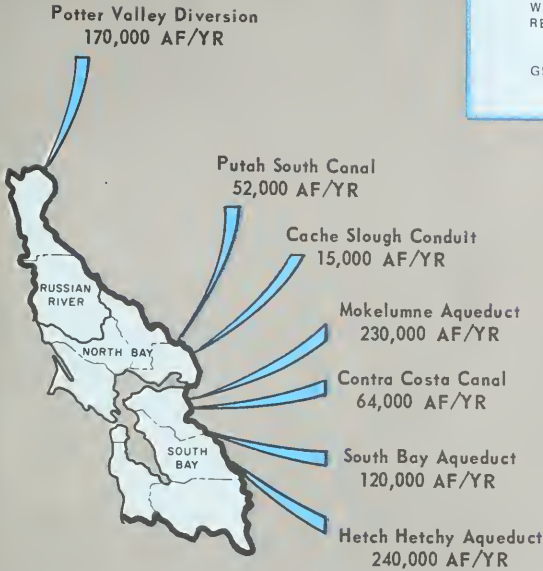 Potter Valley Diversion
170,000 AF/YR
Putah South Canal
52,000 AF/YR
Cache Slough Conduit
15,000 AF/YR
Mokelumne Aqueduct
230,000 AF/YR
Contra Costa Canal
64,000 AF/YR
South Bay Aqueduct
120,000 AF/YR
Hetch Hetchy Aqueduct
240,000 AF/YR
RUSSIAN
RIVER
NORTH BAY
SOUTH
BAY